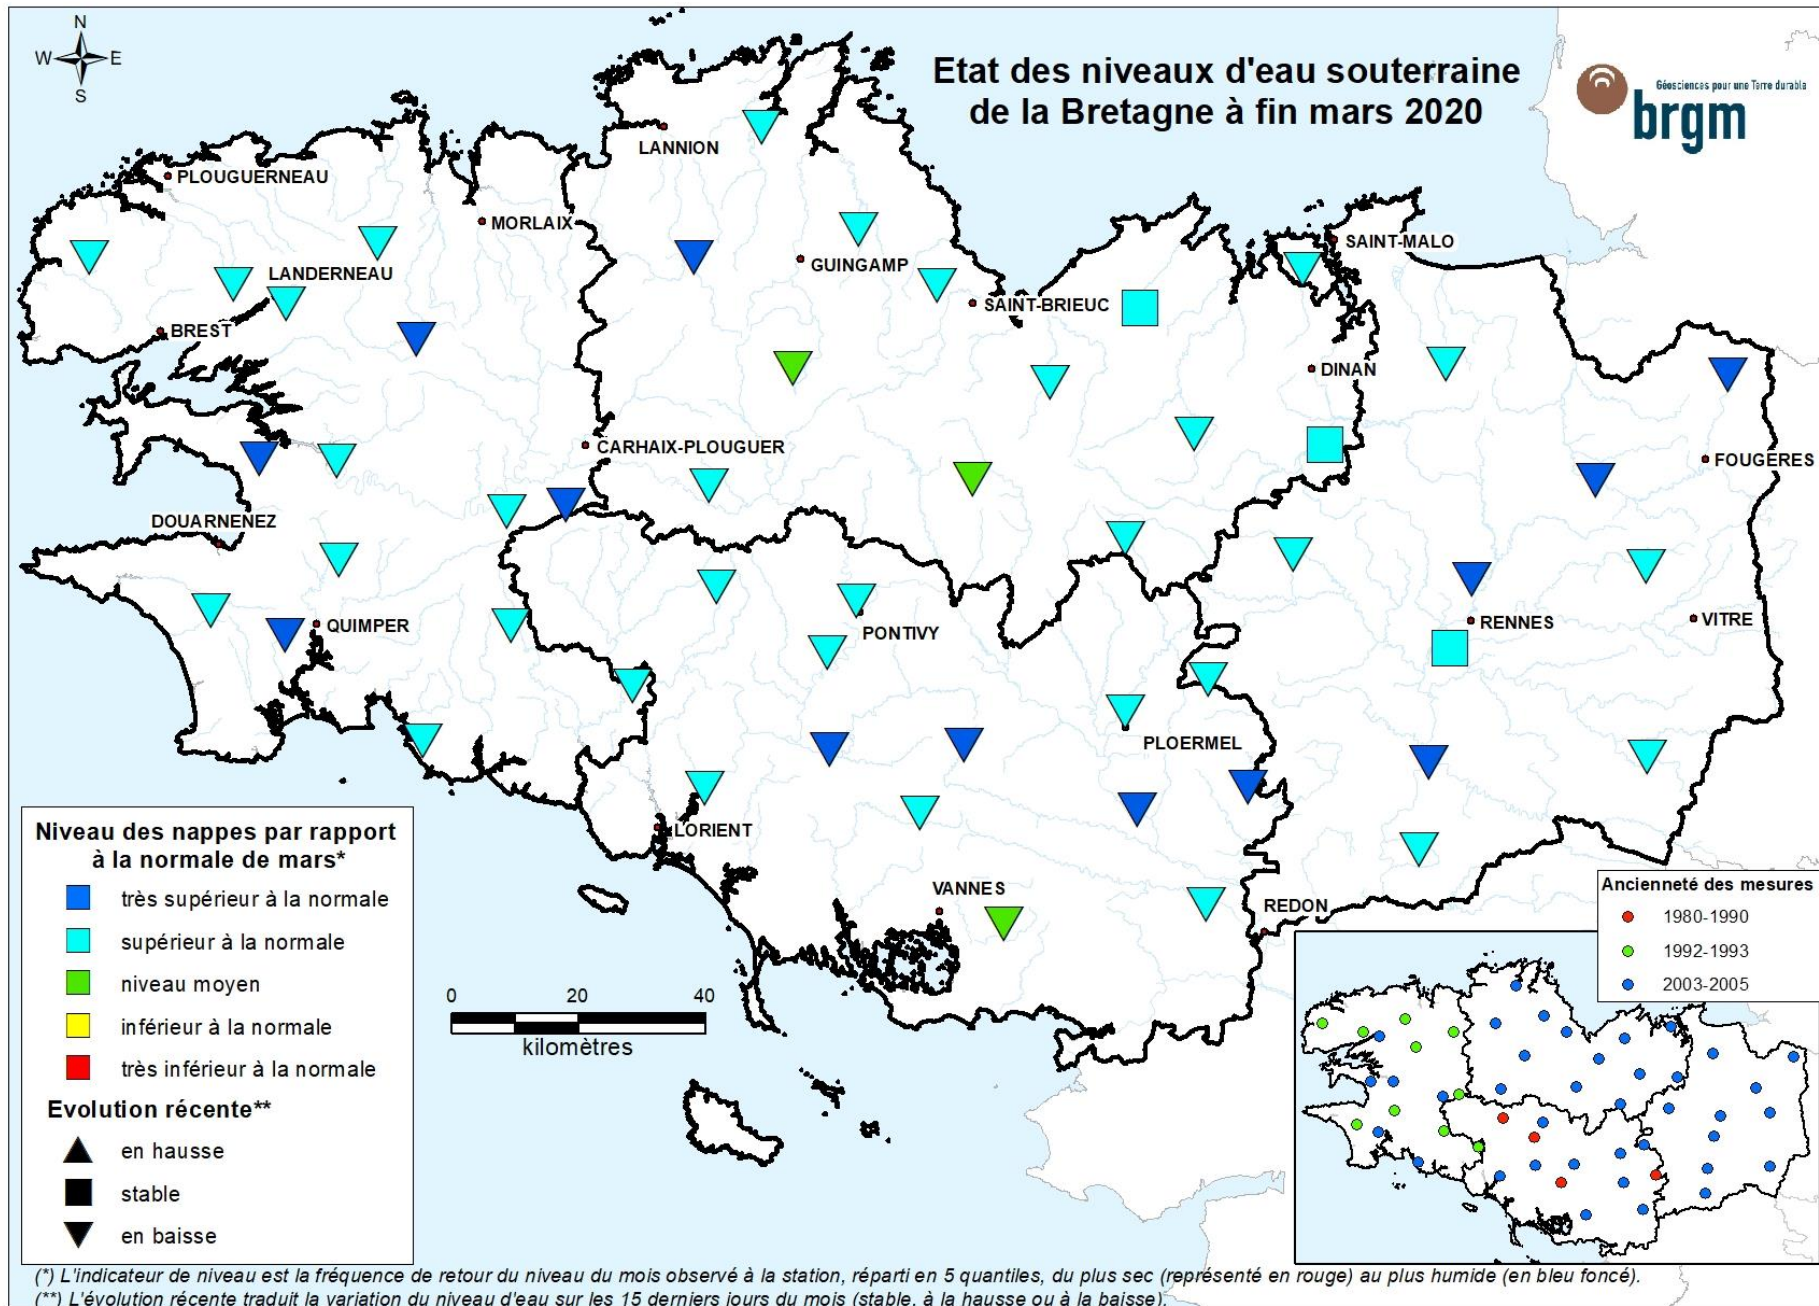 N
W E
S
Etat des niveaux d'eau souterraine
de la Bretagne à fin mars 2020
Géosciences pour une Terre durable
brgm
LANNION
PLOUGUERNEAU
MORLAIX
SAINT-MALO
GUINGAMP
LANDERNEAU
SAINT-BRIEUC
BREST
DINAN
CARHAIX-PLOUGUER
FOUGERES
DOUARNENEZ
QUIMPER
PONTIVY
RENNES
VITRE
PLOERMEL
LORIENT
VANNES
REDON
Niveau des nappes par rapport
à la normale de mars*
très supérieur à la normale
supérieur à la normale
niveau moyen
inférieur à la normale
très inférieur à la normale
Evolution récente**
en hausse
stable
en baisse
0 20 40
kilomètres
Ancienneté des mesures
1980-1990
1992-1993
2003-2005
(*) L'indicateur de niveau est la fréquence de retour du niveau du mois observé à la station, réparti en 5 quantiles, du plus sec (représenté en rouge) au plus humide (en bleu foncé).
(**) L'évolution récente traduit la variation du niveau d'eau sur les 15 derniers jours du mois (stable, à la hausse ou à la baisse).